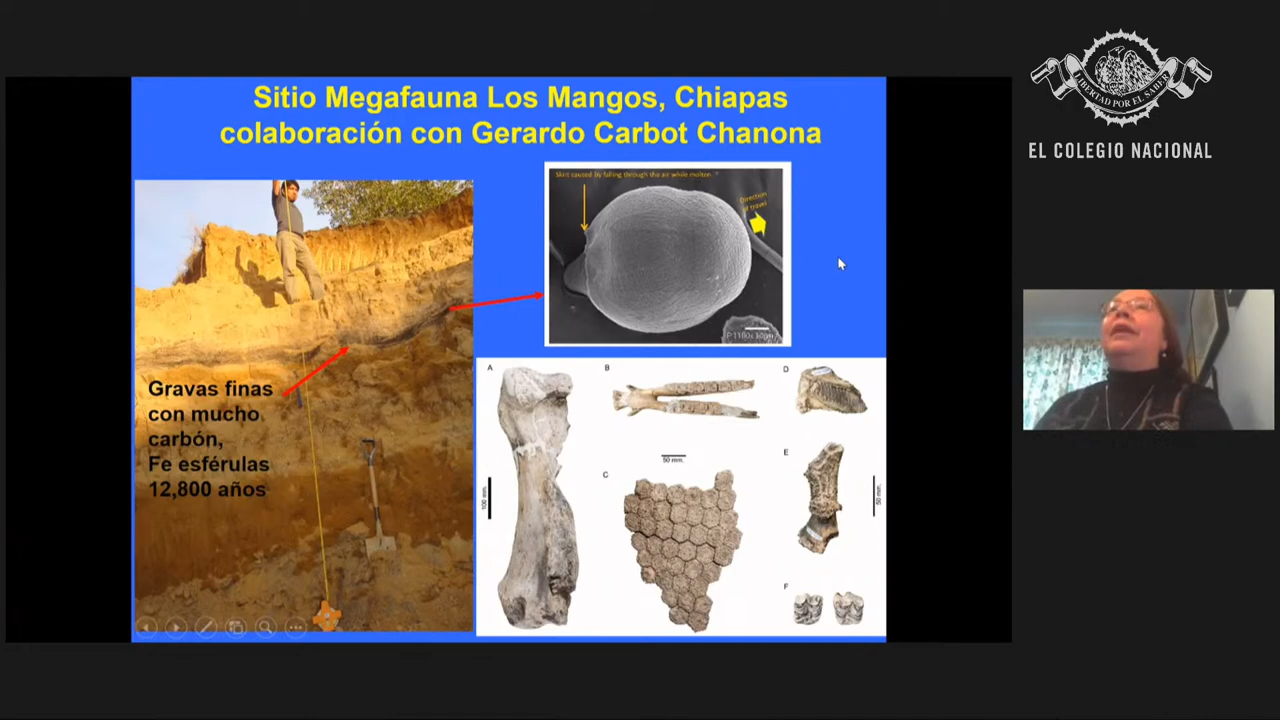 Sitio Megafauna Los Mangos, Chiapas
colaboración con Gerardo Carbot Chanona
Skirt caused by falling through the air while molten.
Direction
of travel
10µm
Gravas finas
con mucho
carbón,
Fe esférulas
12,800 años
A
B
D
50 mm.
C
E
100 mm.
50 mm.
F
LIBERTAD POR EL SABER
EL COLEGIO NACIONAL